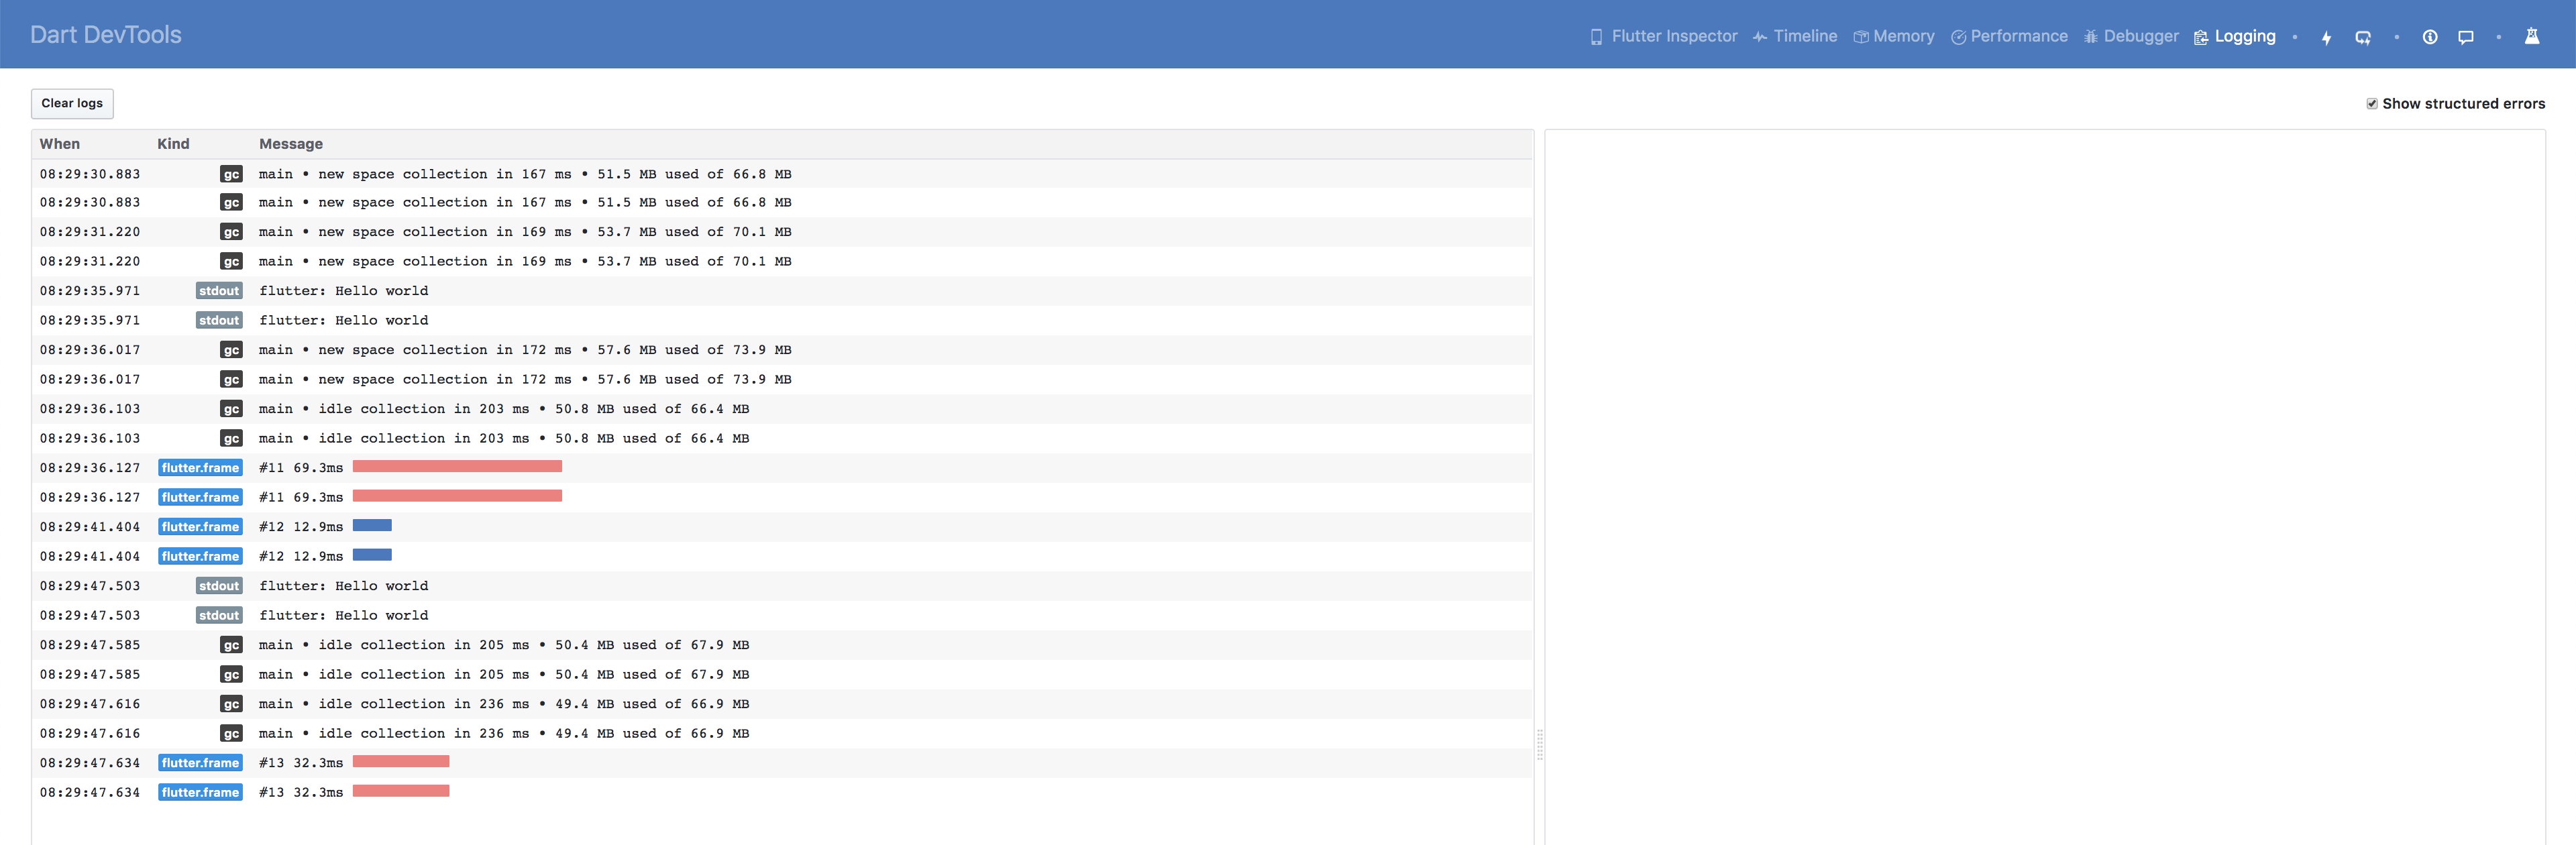 Dart DevTools Flutter Inspector Timeline Memory Performance Debugger Logging
Clear logs Show structured errors
When Kind Message
08:29:30.883 gc main • new space collection in 167 ms • 51.5 MB used of 66.8 MB
08:29:30.883 gc main • new space collection in 167 ms • 51.5 MB used of 66.8 MB
08:29:31.220 gc main • new space collection in 169 ms • 53.7 MB used of 70.1 MB
08:29:31.220 gc main • new space collection in 169 ms • 53.7 MB used of 70.1 MB
08:29:35.971 stdout flutter: Hello world
08:29:35.971 stdout flutter: Hello world
08:29:36.017 gc main • new space collection in 172 ms • 57.6 MB used of 73.9 MB
08:29:36.017 gc main • new space collection in 172 ms • 57.6 MB used of 73.9 MB
08:29:36.103 gc main • idle collection in 203 ms • 50.8 MB used of 66.4 MB
08:29:36.103 gc main • idle collection in 203 ms • 50.8 MB used of 66.4 MB
08:29:36.127 flutter.frame #11 69.3ms
08:29:36.127 flutter.frame #11 69.3ms
08:29:41.404 flutter.frame #12 12.9ms
08:29:41.404 flutter.frame #12 12.9ms
08:29:47.503 stdout flutter: Hello world
08:29:47.503 stdout flutter: Hello world
08:29:47.585 gc main • idle collection in 205 ms • 50.4 MB used of 67.9 MB
08:29:47.585 gc main • idle collection in 205 ms • 50.4 MB used of 67.9 MB
08:29:47.616 gc main • idle collection in 236 ms • 49.4 MB used of 66.9 MB
08:29:47.616 gc main • idle collection in 236 ms • 49.4 MB used of 66.9 MB
08:29:47.634 flutter.frame #13 32.3ms
08:29:47.634 flutter.frame #13 32.3ms